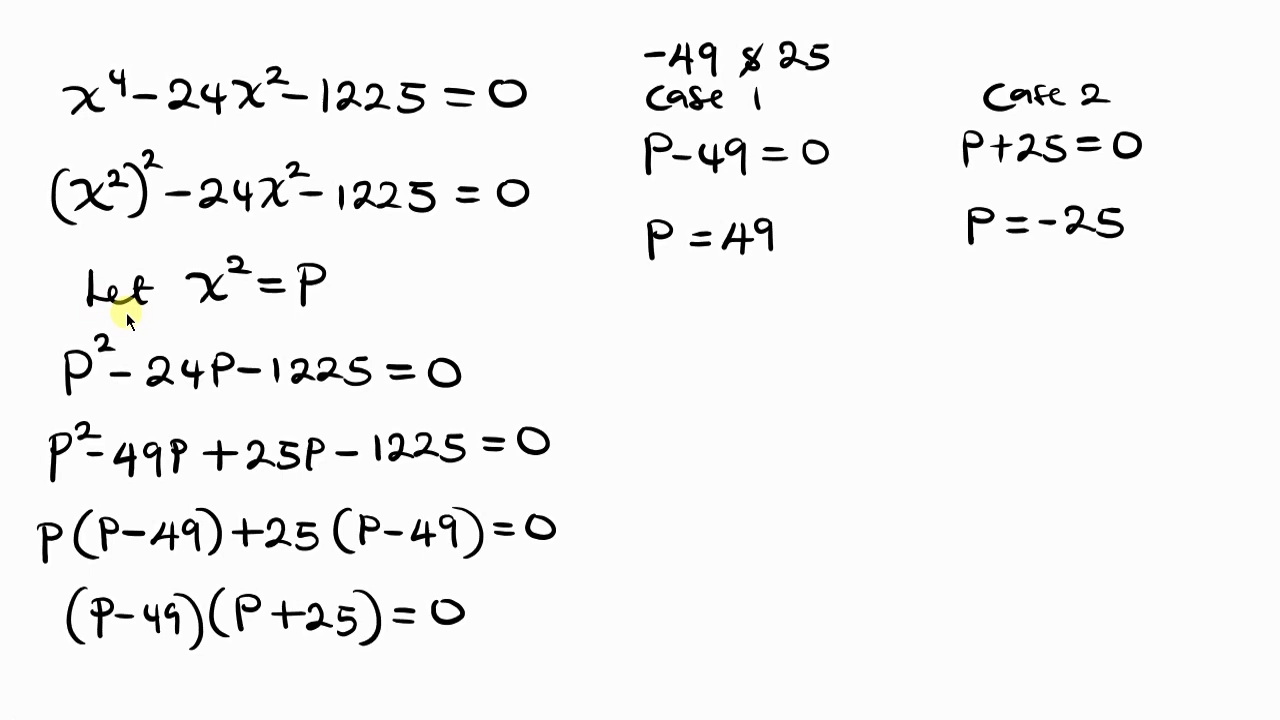 x⁴ - 24x² - 1225 = 0
(x²)² - 24x² - 1225 = 0
Let x² = P
P² - 24P - 1225 = 0
P² - 49P + 25P - 1225 = 0
P(P - 49) + 25(P - 49) = 0
(P - 49)(P + 25) = 0
-49 & 25
Case 1
P - 49 = 0
P = 49
Case 2
P + 25 = 0
P = -25